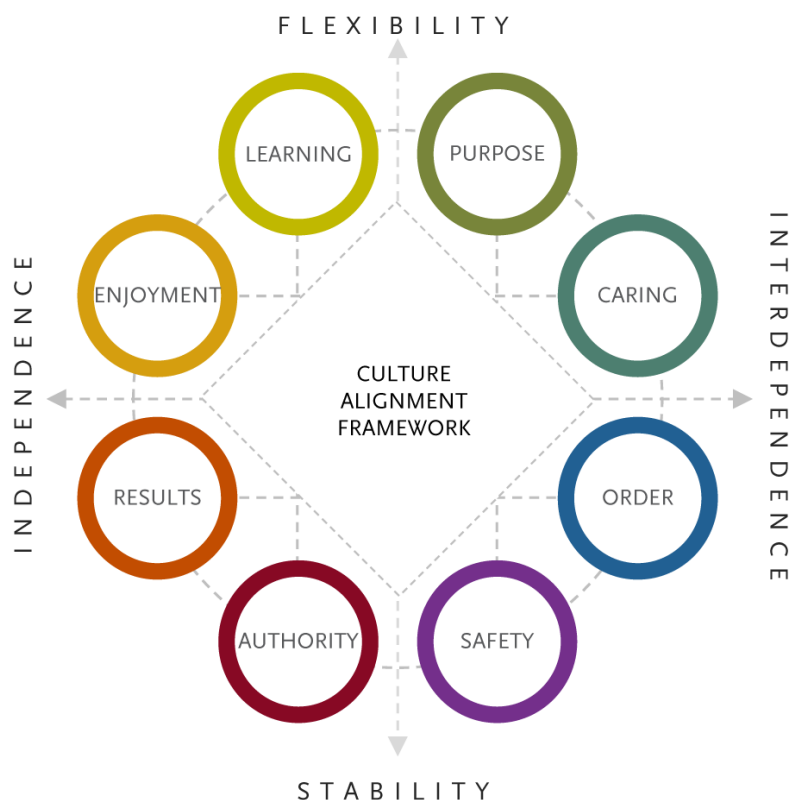 FLEXIBILITY
LEARNING
PURPOSE
ENJOYMENT
CARING
INDEPENDENCE
INTERDEPENDENCE
CULTURE
ALIGNMENT
FRAMEWORK
RESULTS
ORDER
AUTHORITY
SAFETY
STABILITY